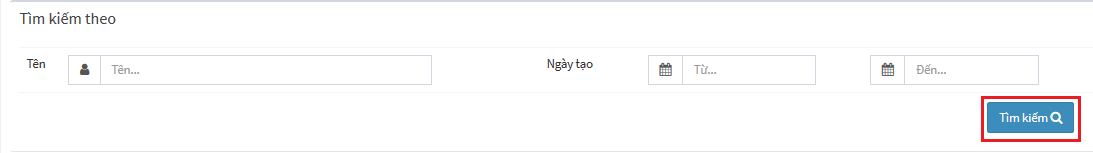 Tìm kiếm theo
Tên Tên... Ngày tạo Từ... Đến...
Tìm kiếm